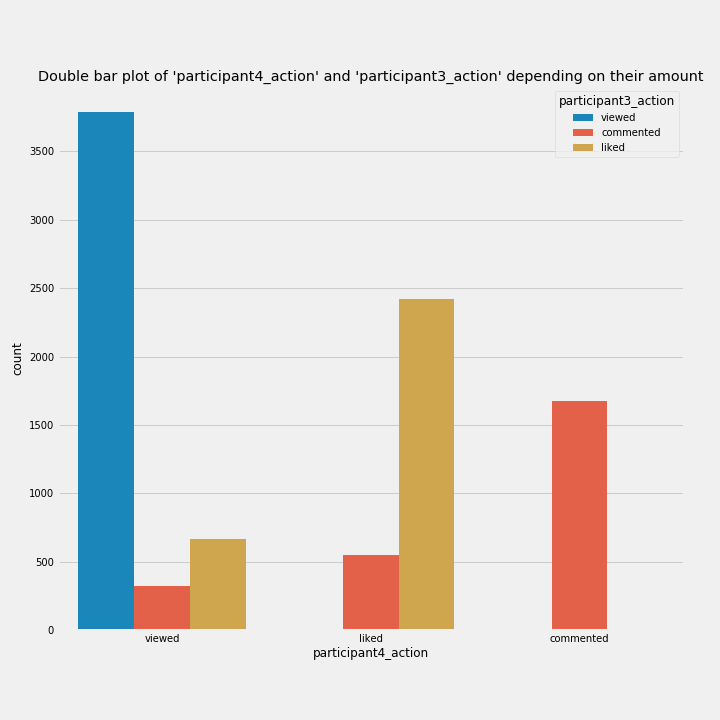 Double bar plot of 'participant4_action' and 'participant3_action' depending on their amount
participant3_action
viewed
commented
liked
3500
3000
2500
2000
1500
1000
500
0
count
viewed liked commented
participant4_action